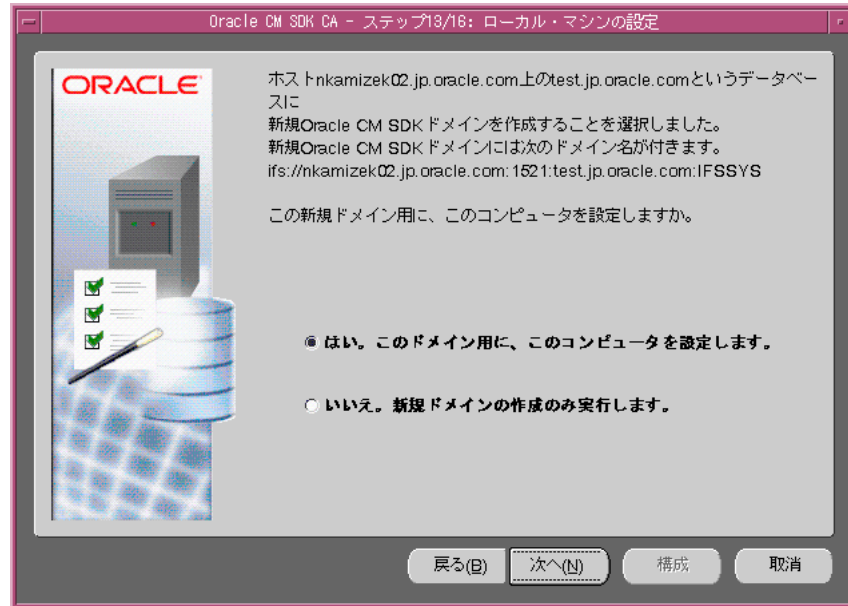 Oracle CM SDK CA - ステップ13/16: ローカル・マシンの設定
ORACLE
ホストnkamizek02.jp.oracle.com上のtest.jp.oracle.comというデータベー
スに
新規Oracle CM SDKドメインを作成することを選択しました。
新規Oracle CM SDKドメインには次のドメイン名が付きます。
ifs://nkamizek02.jp.oracle.com:1521:test.jp.oracle.com:IFSSYS
この新規ドメイン用に、このコンピュータを設定しますか。
はい。このドメイン用に、このコンピュータを設定します。
いいえ。新規ドメインの作成のみ実行します。
戻る(B) 次へ(N) 構成 取消